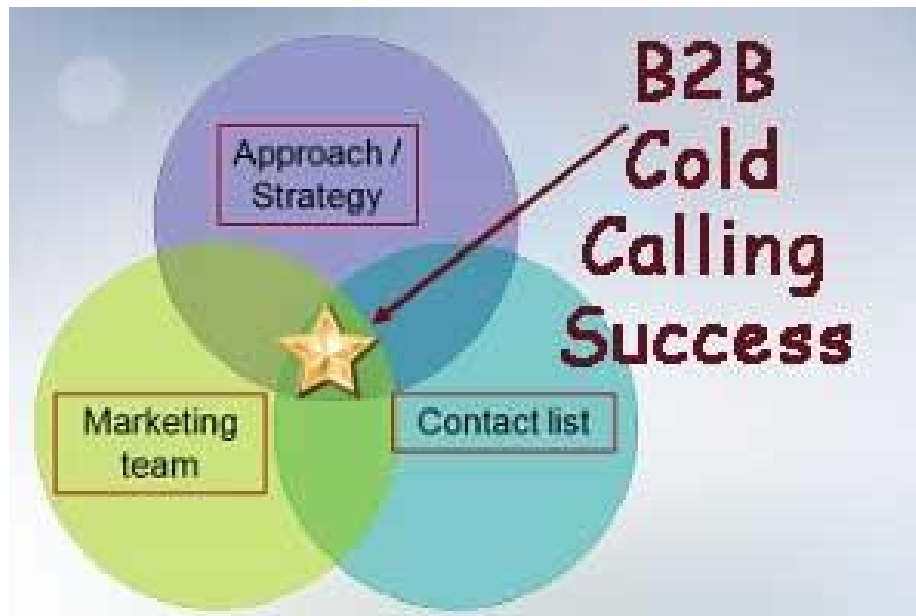 B2B
Cold
Calling
Success
Approach /
Strategy
Marketing
team
Contact list